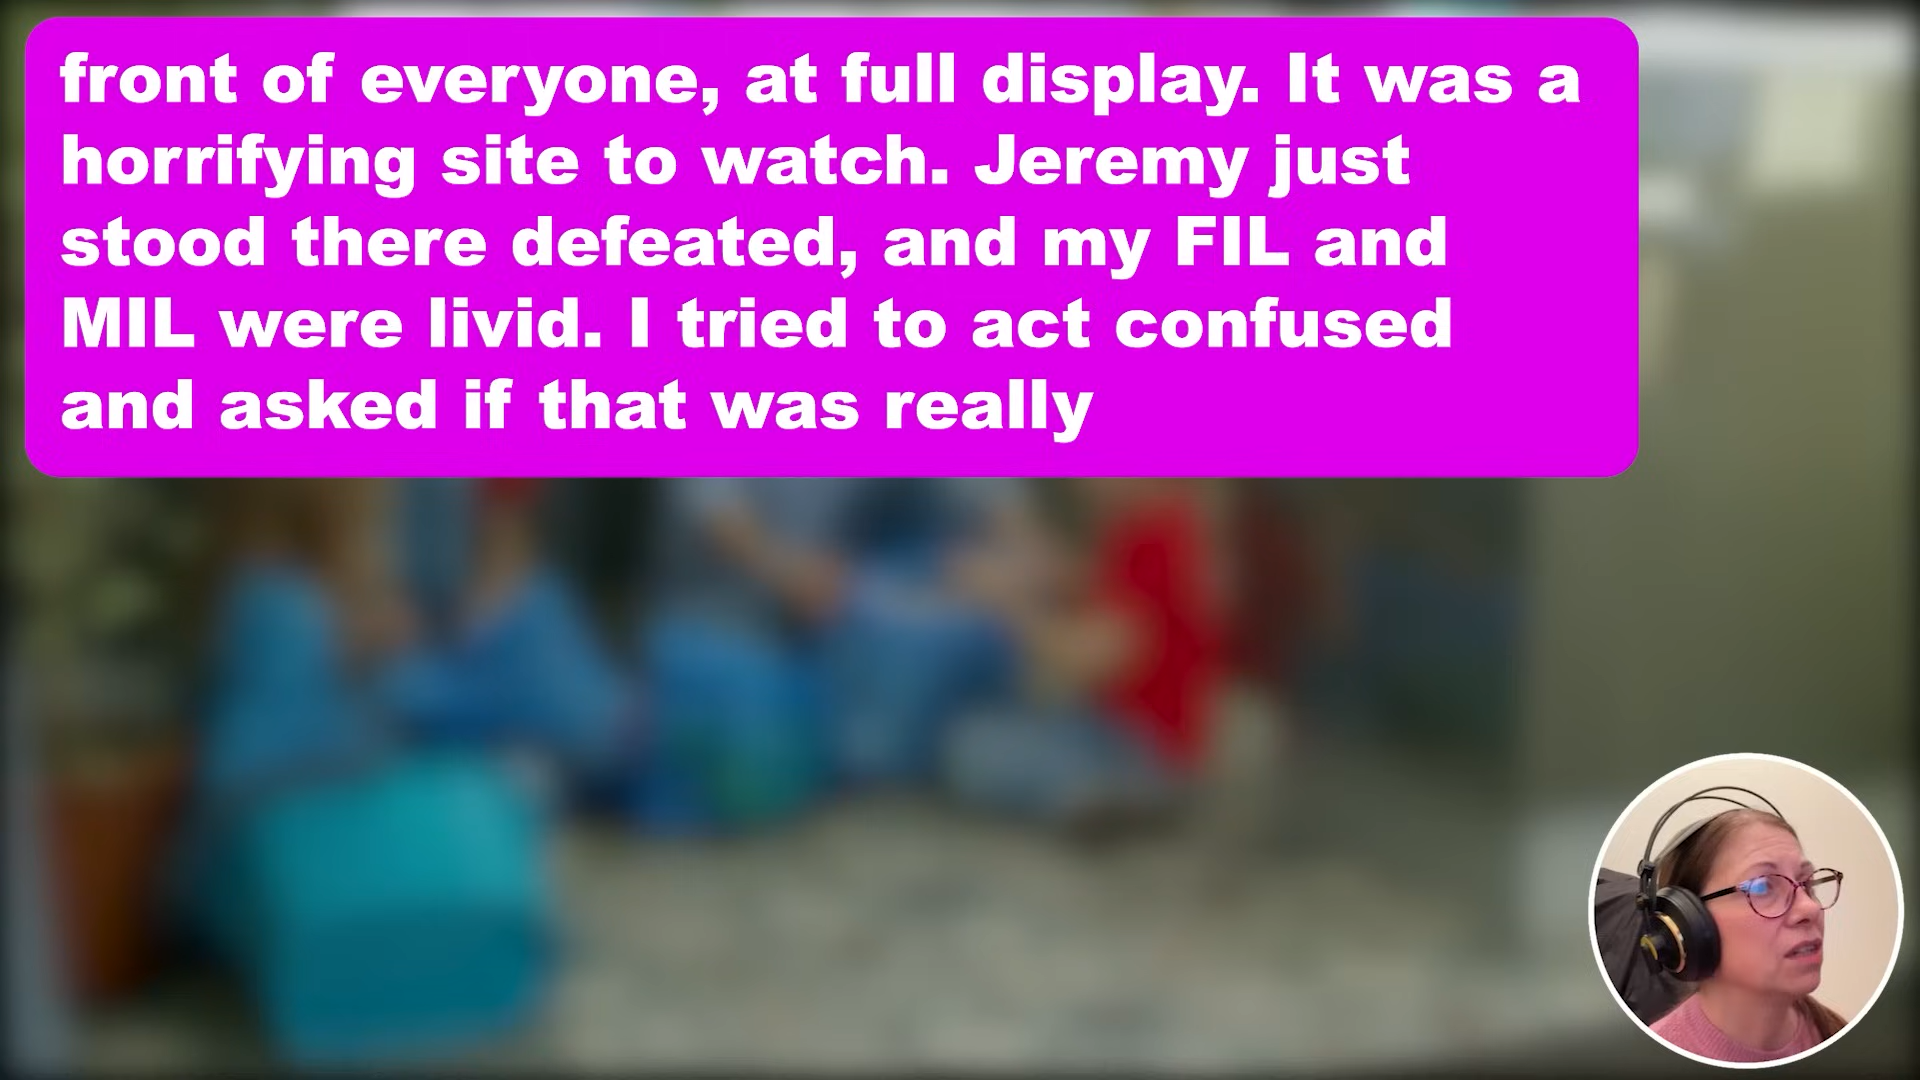 front of everyone, at full display. It was a
horrifying site to watch. Jeremy just
stood there defeated, and my FIL and
MIL were livid. I tried to act confused
and asked if that was really